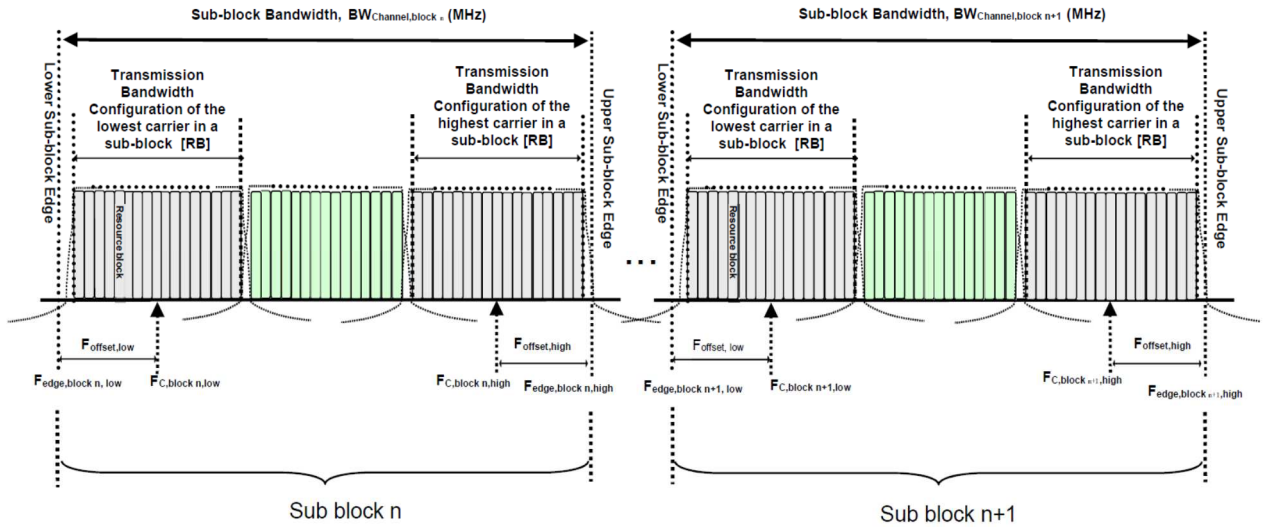 Sub-block Bandwidth, BWChannel,block n (MHz)
Sub-block Bandwidth, BWChannel,block n+1 (MHz)
Lower Sub-block Edge
Transmission
Bandwidth
Configuration of the
lowest carrier in a
sub-block [RB]
Transmission
Bandwidth
Configuration of the
highest carrier in a
sub-block [RB]
Upper Sub-block Edge
Lower Sub-block Edge
Transmission
Bandwidth
Configuration of the
lowest carrier in a
sub-block [RB]
Transmission
Bandwidth
Configuration of the
highest carrier in a
sub-block [RB]
Upper Sub-block Edge
Resource block
...
Resource block
Foffset,low
Foffset,high
Foffset, low
Foffset,high
Fedge,block n, low
FC,block n,low
FC,block n,high
Fedge,block n,high
Fedge,block n+1, low
FC,block n+1,low
FC,block n+1,high
Fedge,block n+1,high
Sub block n
Sub block n+1